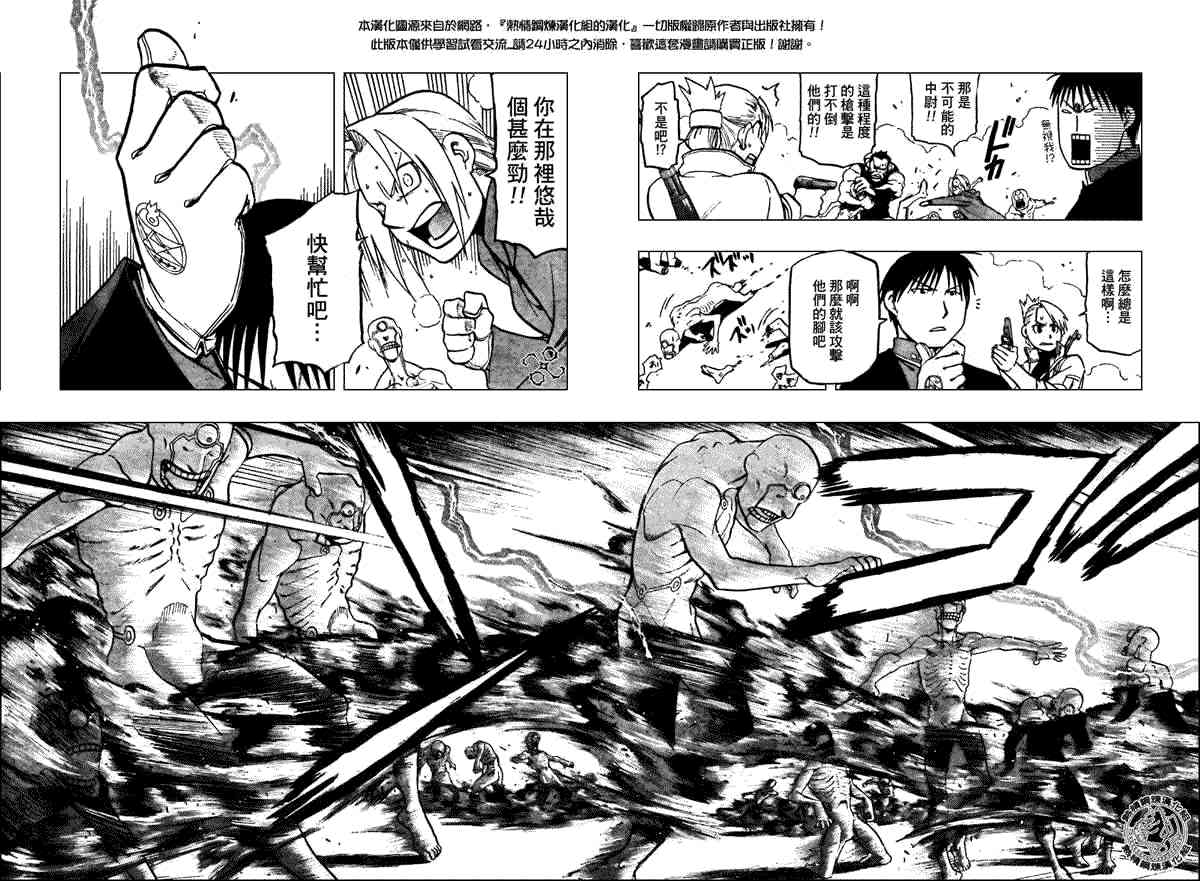 本漢化圖源來自於網路，『熱情鋼煉漢化組的漢化』一切版權歸原作者與出版社擁有！
此版本僅供學習試看交流_請24小時之內消除，喜歡這套漫畫請購買正版！謝謝。
無視我!?
那是
不可能的
中尉!!
這種程度
的槍擊是
打不倒
他們的!!
不是吧!?
怎麼總是
這樣啊…
啊啊
那麼就該攻擊
他們的腳吧
你在那裡悠哉
個甚麼勁!!
快幫忙吧…